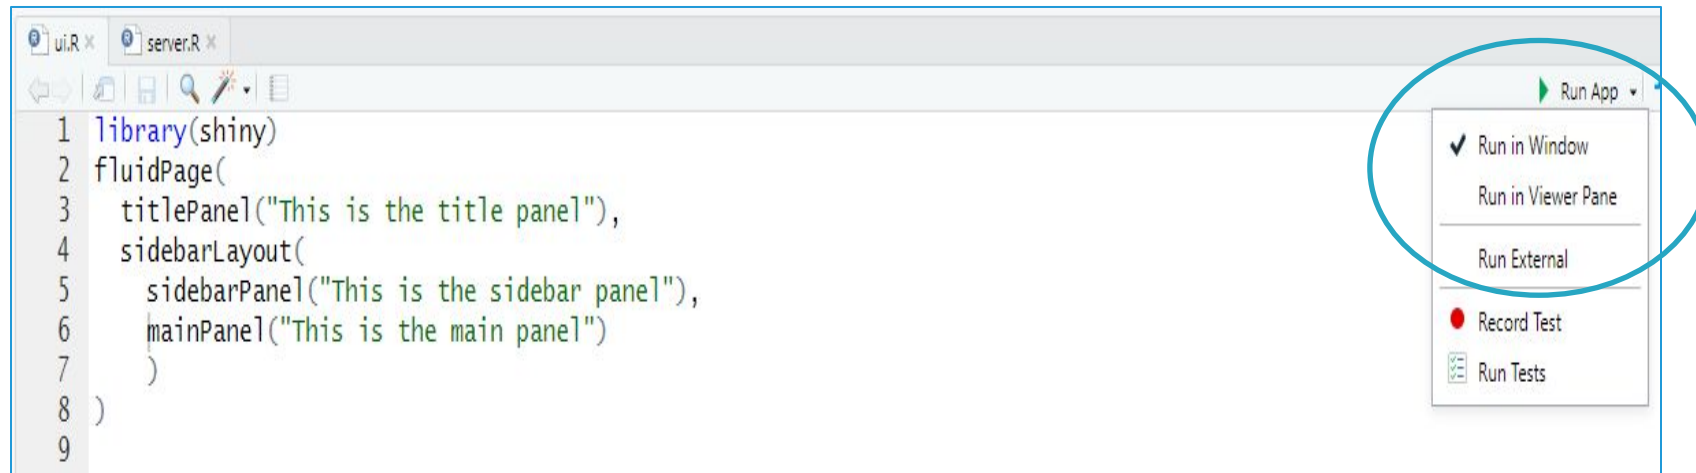 ui.R × server.R ×
Run App
1 library(shiny)
2 fluidPage(
3 titlePanel("This is the title panel"),
4 sidebarLayout(
5 sidebarPanel("This is the sidebar panel"),
6 mainPanel("This is the main panel")
7 )
8 )
9
Run in Window
Run in Viewer Pane
Run External
Record Test
Run Tests